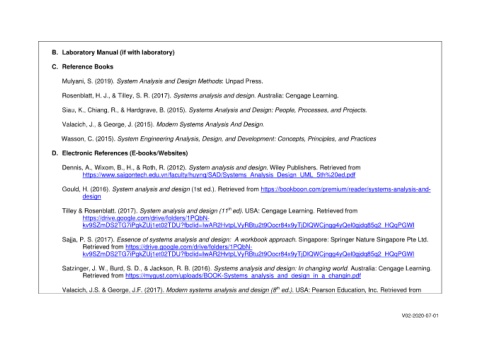 B. Laboratory Manual (if with laboratory)
C. Reference Books
Mulyani, S. (2019). System Analysis and Design Methods: Unpad Press.
Rosenblatt, H. J., & Tilley, S. R. (2017). Systems analysis and design. Australia: Cengage Learning.
Siau, K., Chiang, R., & Hardgrave, B. (2015). Systems Analysis and Design: People, Processes, and Projects.
Valacich, J., & George, J. (2015). Modern Systems Analysis And Design.
Wasson, C. (2015). System Engineering Analysis, Design, and Development: Concepts, Principles, and Practices
D. Electronic References (E-books/Websites)
Dennis, A., Wixom, B., H., & Roth, R. (2012). System analysis and design. Wiley Publishers. Retrieved from
https://www.saigontech.edu.vn/faculty/huynq/SAD/Systems_Analysis_Design_UML_5th%20ed.pdf
Gould, H. (2016). System analysis and design (1st ed.). Retrieved from https://bookboon.com/premium/reader/systems-analysis-and-
design
Tilley & Rosenblatt. (2017). System analysis and design (11th ed). USA: Cengage Learning. Retrieved from
https://drive.google.com/drive/folders/1PQbN-
Sajja, P. S. (2017). Essence of systems analysis and design: A workbook approach. Singapore: Springer Nature Singapore Pte Ltd.
Retrieved from https://drive.google.com/drive/folders/1PQbN-
Satzinger, J. W., Burd, S. D., & Jackson, R. B. (2016). Systems analysis and design: In changing world. Australia: Cengage Learning.
Retrieved from https://mygust.com/uploads/BOOK-Systems_analysis_and_design_in_a_changin.pdf
Valacich, J.S. & George, J.F. (2017). Modern systems analysis and design (8th ed.). USA: Pearson Education, Inc. Retrieved from
V02-2020-07-01